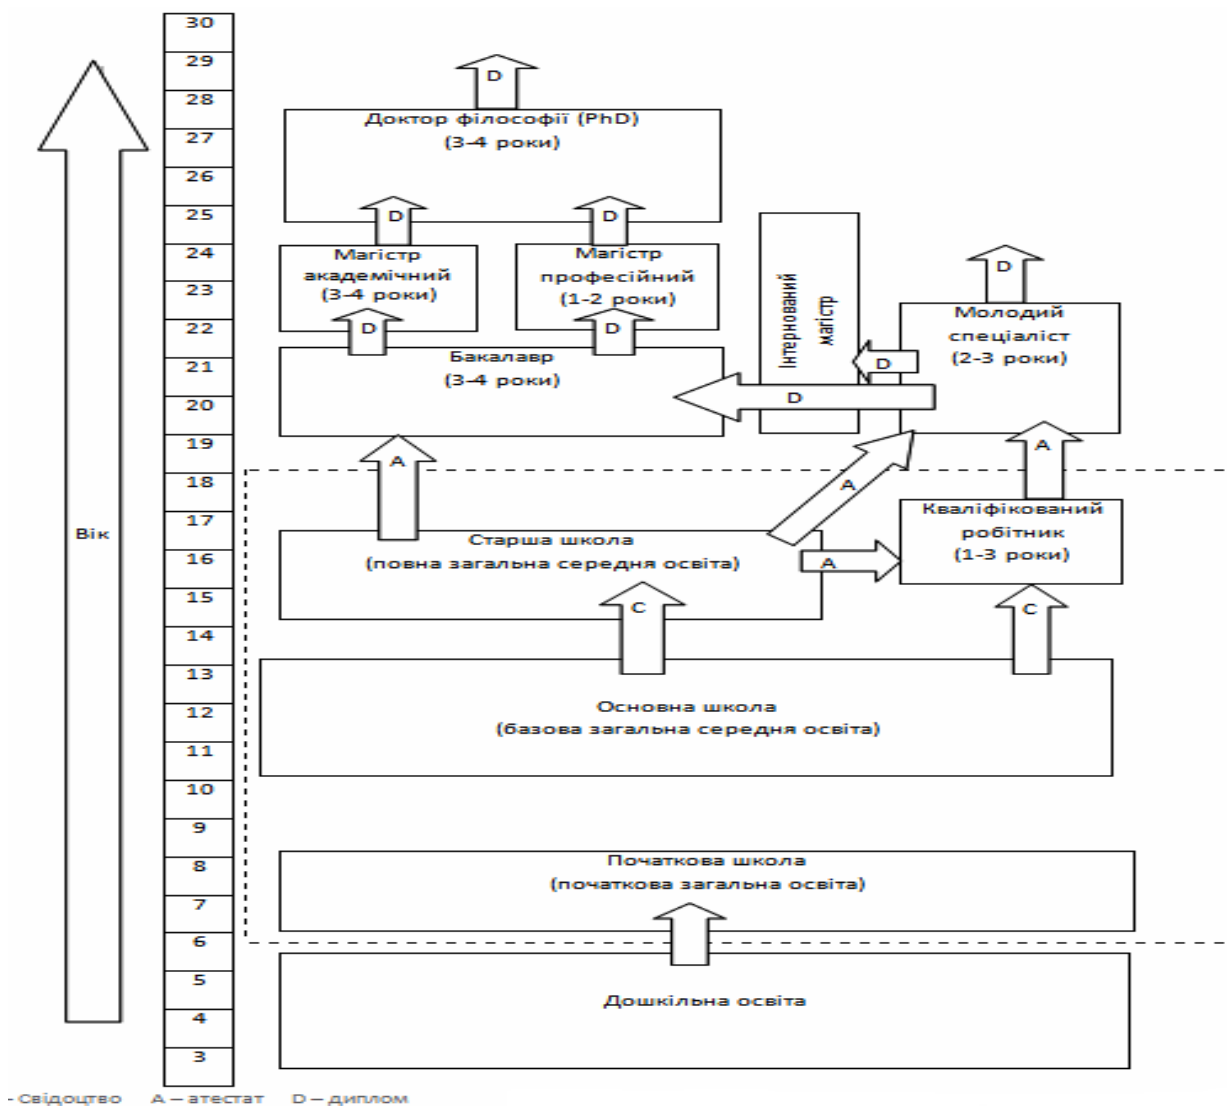 30
29
28
27
26
25
24
23
22
21
20
19
18
17
16
15
14
13
12
11
10
9
8
7
6
5
4
3
Вік
D
Доктор філософії (PhD)
(3-4 роки)
D
D
Магістр
академічний
(3-4 роки)
Магістр
професійний
(1-2 роки)
D
D
Бакалавр
(3-4 роки)
Інтернований
магістр
D
Молодий
спеціаліст
(2-3 роки)
D
D
A
A
A
Кваліфікований
робітник
(1-3 роки)
Старша школа
(повна загальна середня освіта)
A
C
C
Основна школа
(базова загальна середня освіта)
Початкова школа
(початкова загальна освіта)
Дошкільна освіта
- Свідоцтво А – атестат D – диплом